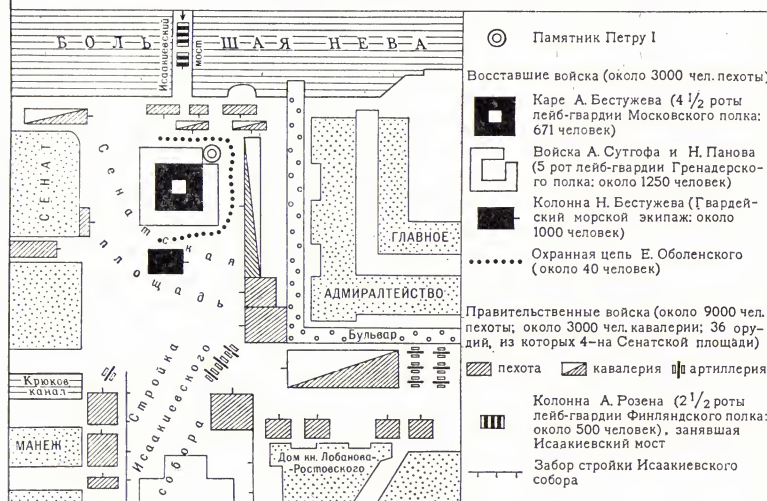 БОЛЬШАЯ НЕВА
Исаакиевский
мост
СЕНАТ
Сенатская
площадь
ГЛАВНОЕ
АДМИРАЛТЕЙСТВО
Бульвар
Стройка
Исаакиевского
собора
Крюков
канал
МАНЕЖ
Дом кн. Лобанова-
-Ростовского
Памятник Петру I
Восставшие войска (около 3000 чел. пехоты)
Каре А. Бестужева (4 1/2 роты
лейб-гвардии Московского полка:
671 человек)
Войска А. Сутгофа и Н. Панова
(5 рот лейб-гвардии Гренадерско-
го полка: около 1250 человек)
Колонна Н. Бестужева (Гвардей-
ский морской экипаж: около
1000 человек)
Охранная цепь Е. Оболенского
(около 40 человек)
Правительственные войска (около 9000 чел.
пехоты; около 3000 чел. кавалерии; 36 ору-
дий, из которых 4-на Сенатской площади)
пехота кавалерия артиллерия
Колонна А. Розена (2 1/2 роты
лейб-гвардии Финляндского полка:
около 500 человек), занявшая
Исаакиевский мост
Забор стройки Исаакиевского
собора